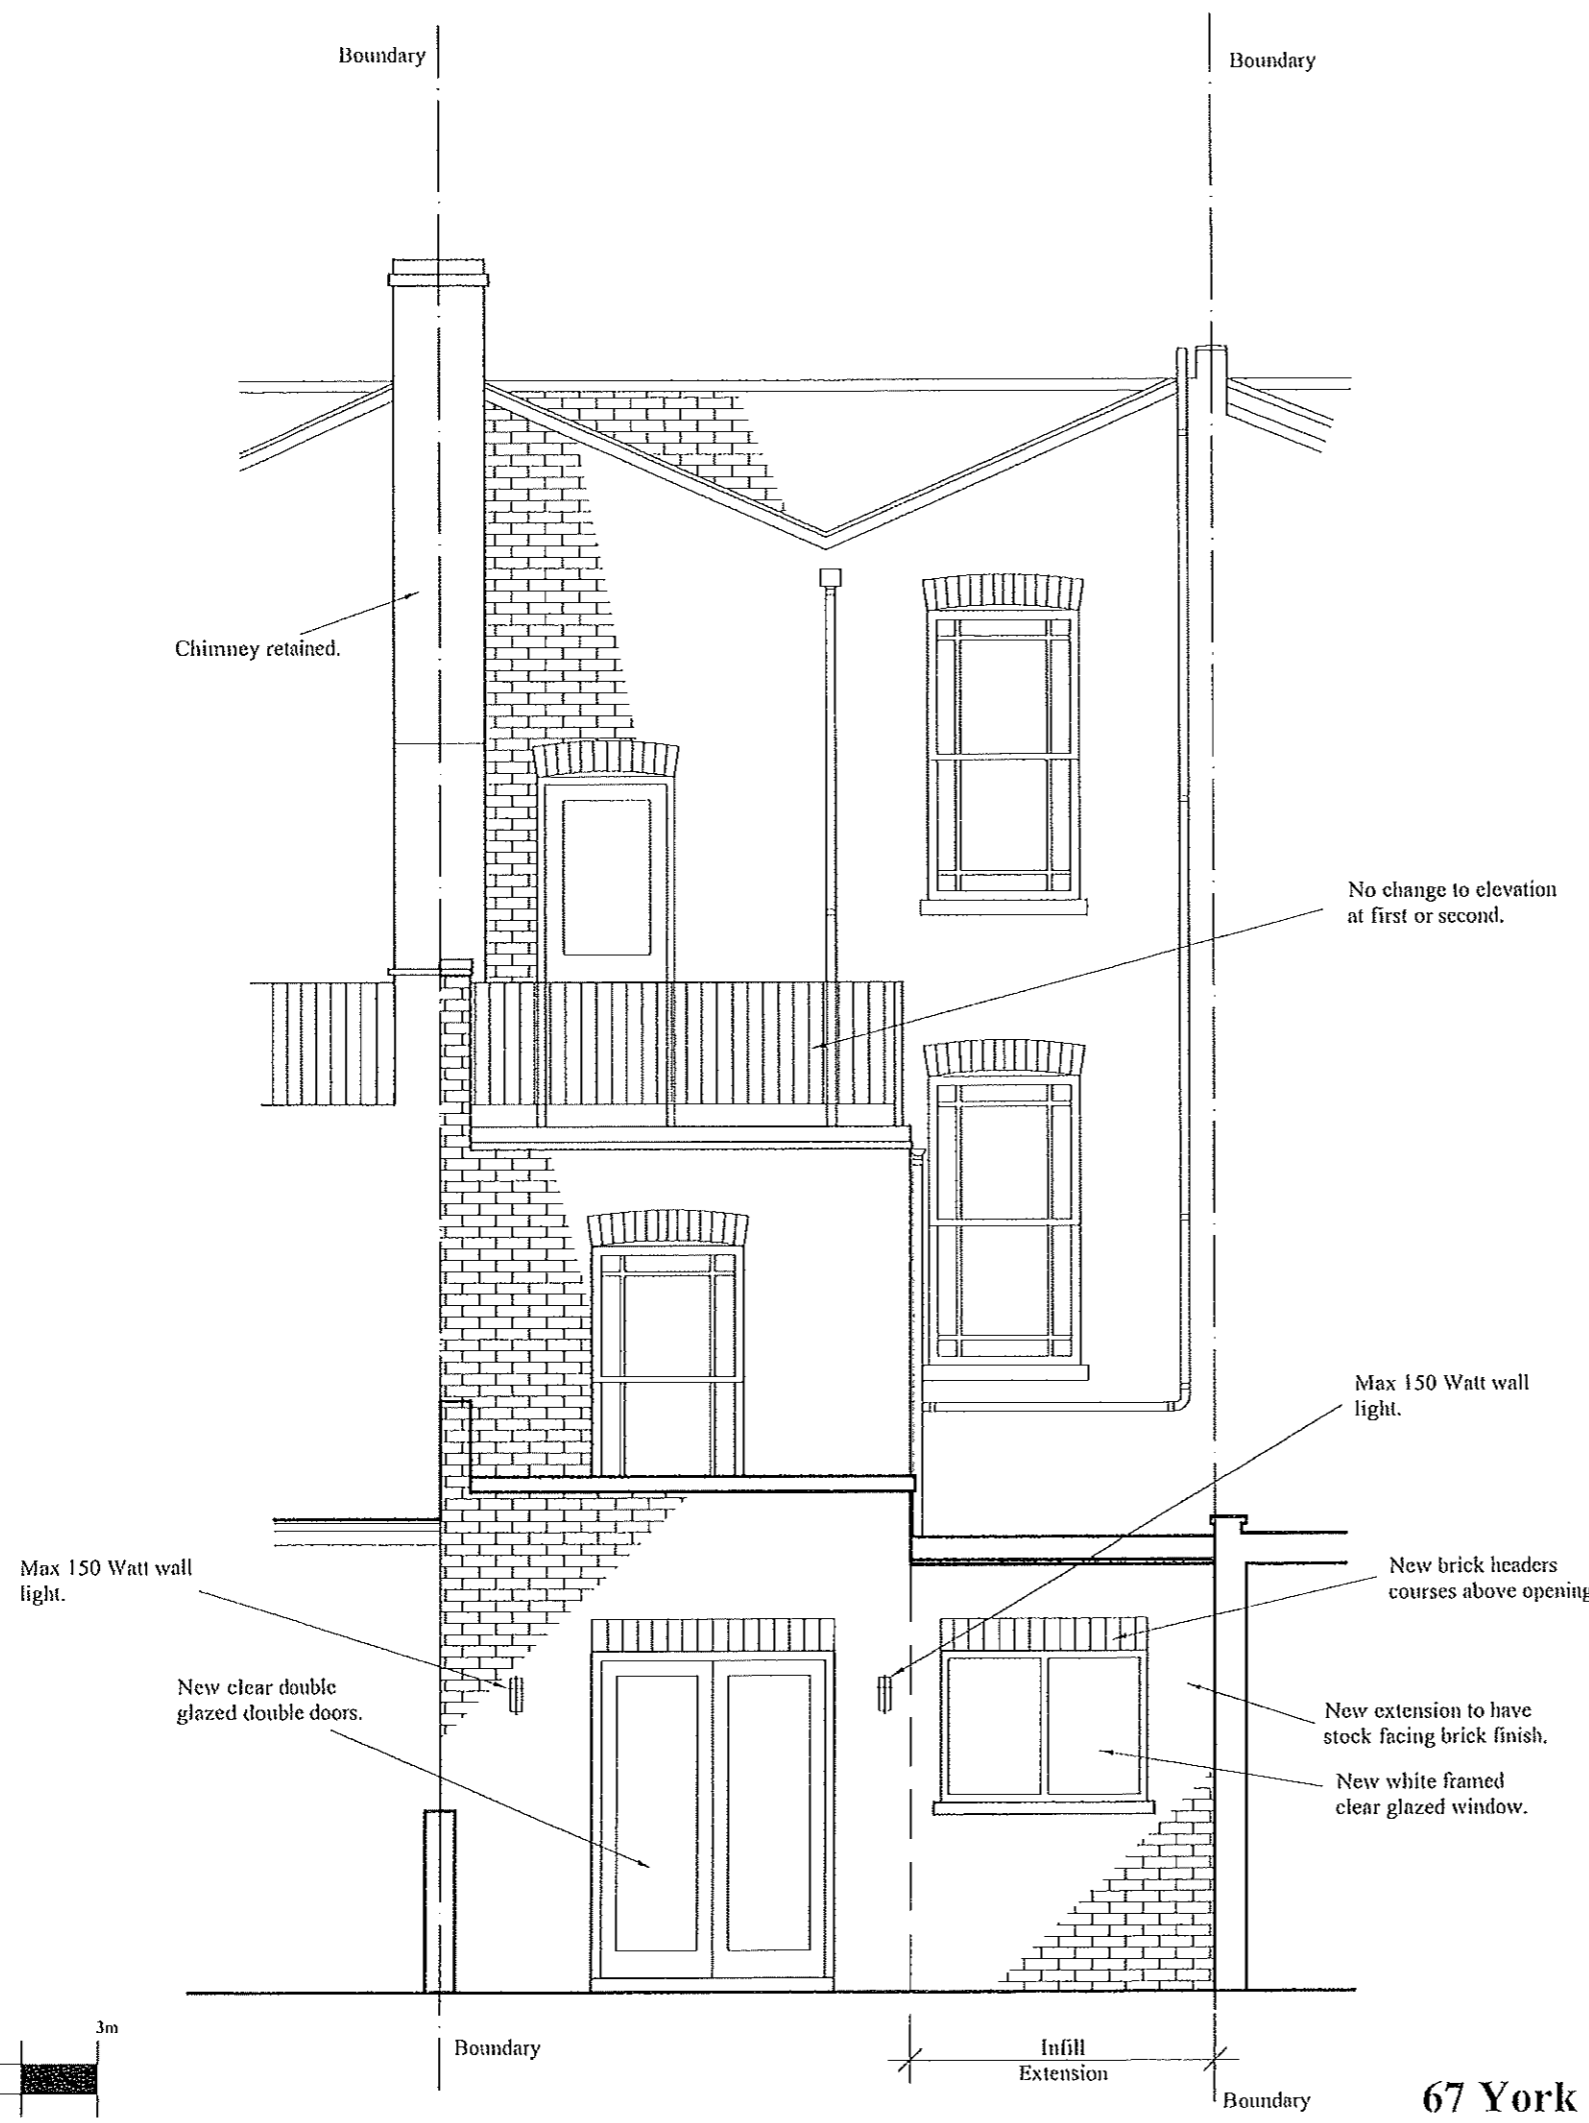 Boundary
Boundary
Chimney retained.
No change to elevation
at first or second.
Max 150 Watt wall
light.
Max 150 Watt wall
light.
New brick headers
courses above opening
New clear double
glazed double doors.
New extension to have
stock facing brick finish.
New white framed
clear glazed window.
3m
Boundary
Infill
Extension
Boundary
67 York